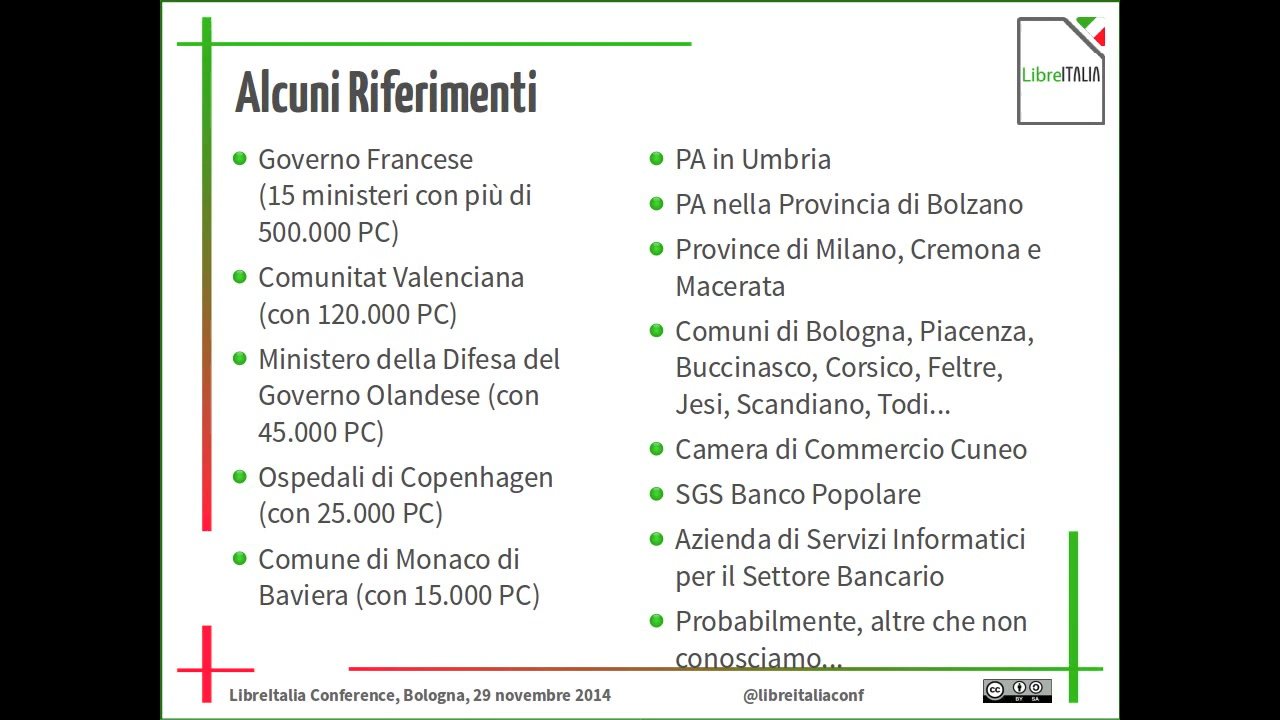 LibreITALIA
Alcuni Riferimenti
Governo Francese
(15 ministeri con più di
500.000 PC)
Comunitat Valenciana
(con 120.000 PC)
Ministero della Difesa del
Governo Olandese (con
45.000 PC)
Ospedali di Copenhagen
(con 25.000 PC)
Comune di Monaco di
Baviera (con 15.000 PC)
PA in Umbria
PA nella Provincia di Bolzano
Province di Milano, Cremona e
Macerata
Comuni di Bologna, Piacenza,
Buccinasco, Corsico, Feltre,
Jesi, Scandiano, Todi...
Camera di Commercio Cuneo
SGS Banco Popolare
Azienda di Servizi Informatici
per il Settore Bancario
Probabilmente, altre che non
conosciamo...
LibreItalia Conference, Bologna, 29 novembre 2014
@libreitaliaconf
cc
BY SA